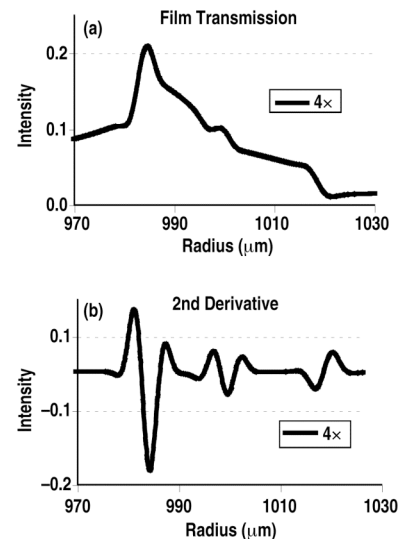 (a)
Film Transmission
0.2
0.1
0.0
Intensity
4×
970
990
1010
1030
Radius (μm)
(b)
2nd Derivative
0.1
−0.1
−0.2
Intensity
4×
970
990
1010
1030
Radius (μm)